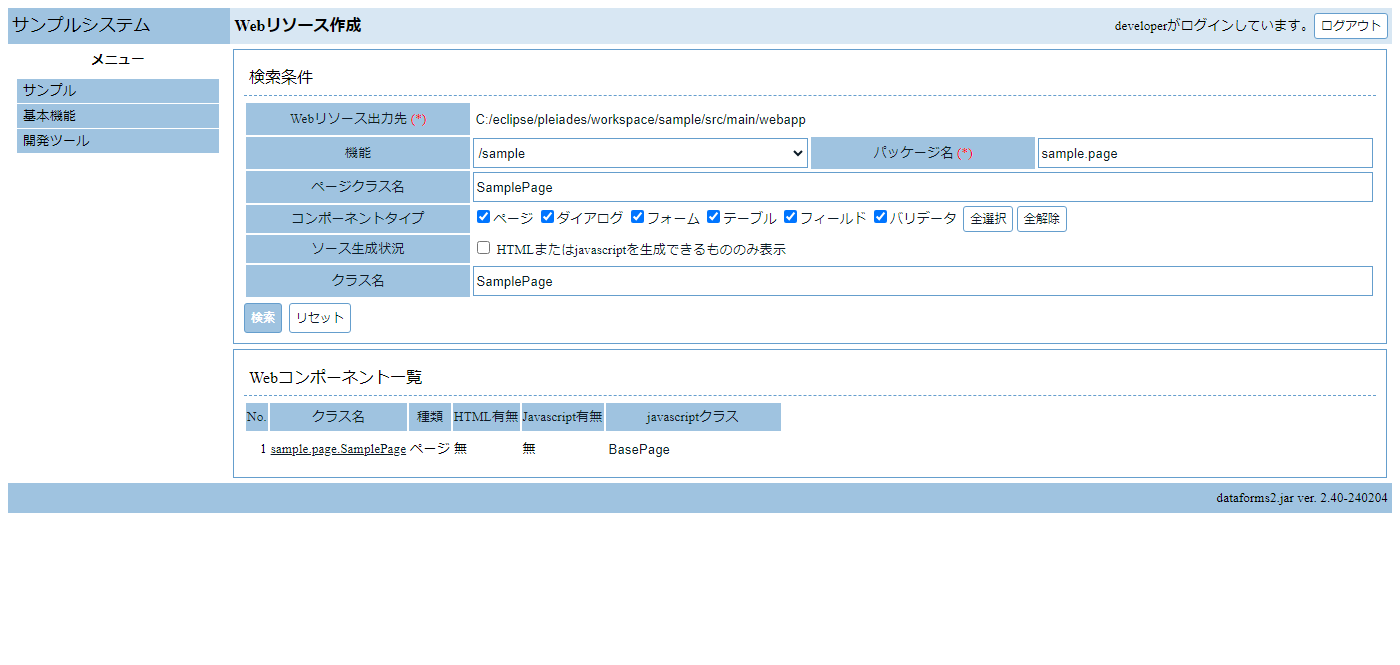 サンプルシステム
Webリソース作成
developerがログインしています。 ログアウト
メニュー
サンプル
基本機能
開発ツール
検索条件
Webリソース出力先 (*) C:/eclipse/pleiades/workspace/sample/src/main/webapp
機能 /sample パッケージ名 (*) sample.page
ページクラス名 SamplePage
コンポーネントタイプ ページ ダイアログ フォーム テーブル フィールド バリデータ 全選択 全解除
ソース生成状況 HTMLまたはjavascriptを生成できるもののみ表示
クラス名 SamplePage
検索 リセット
Webコンポーネント一覧
No. クラス名 種類 HTML有無 Javascript有無 javascriptクラス
1 sample.page.SamplePage ページ 無 無 BasePage
dataforms2.jar ver. 2.40-240204